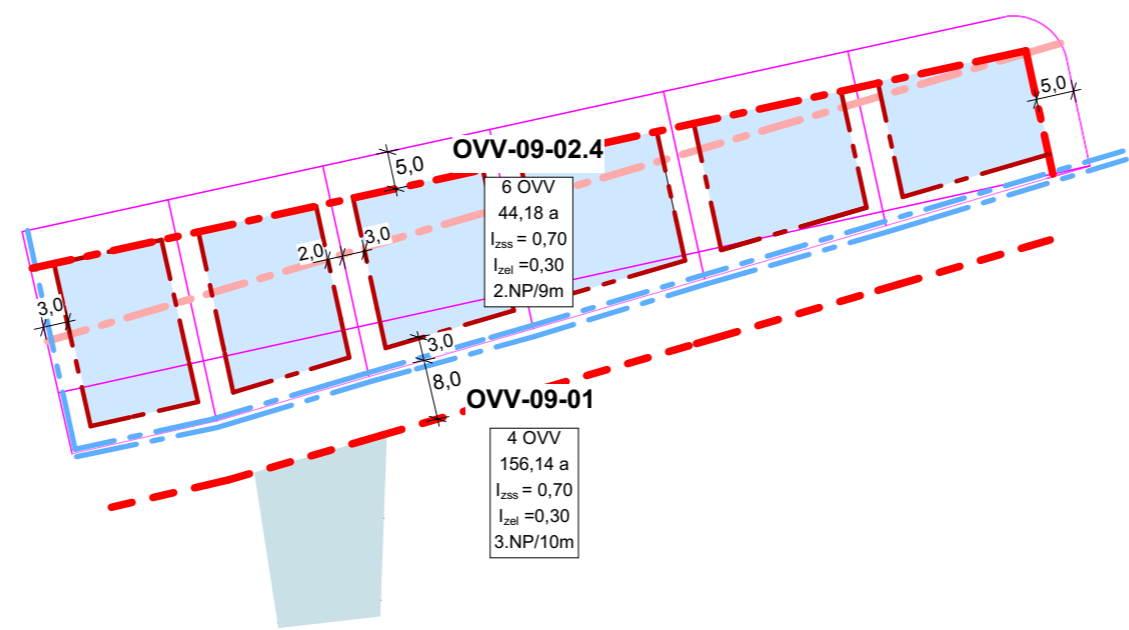 5,0
5,0
OVV-09-02.4
6 OVV
44,18 a
Izss = 0,70
Izel =0,30
2.NP/9m
2,0
3,0
3,0
3,0
8,0
OVV-09-01
4 OVV
156,14 a
Izss = 0,70
Izel =0,30
3.NP/10m